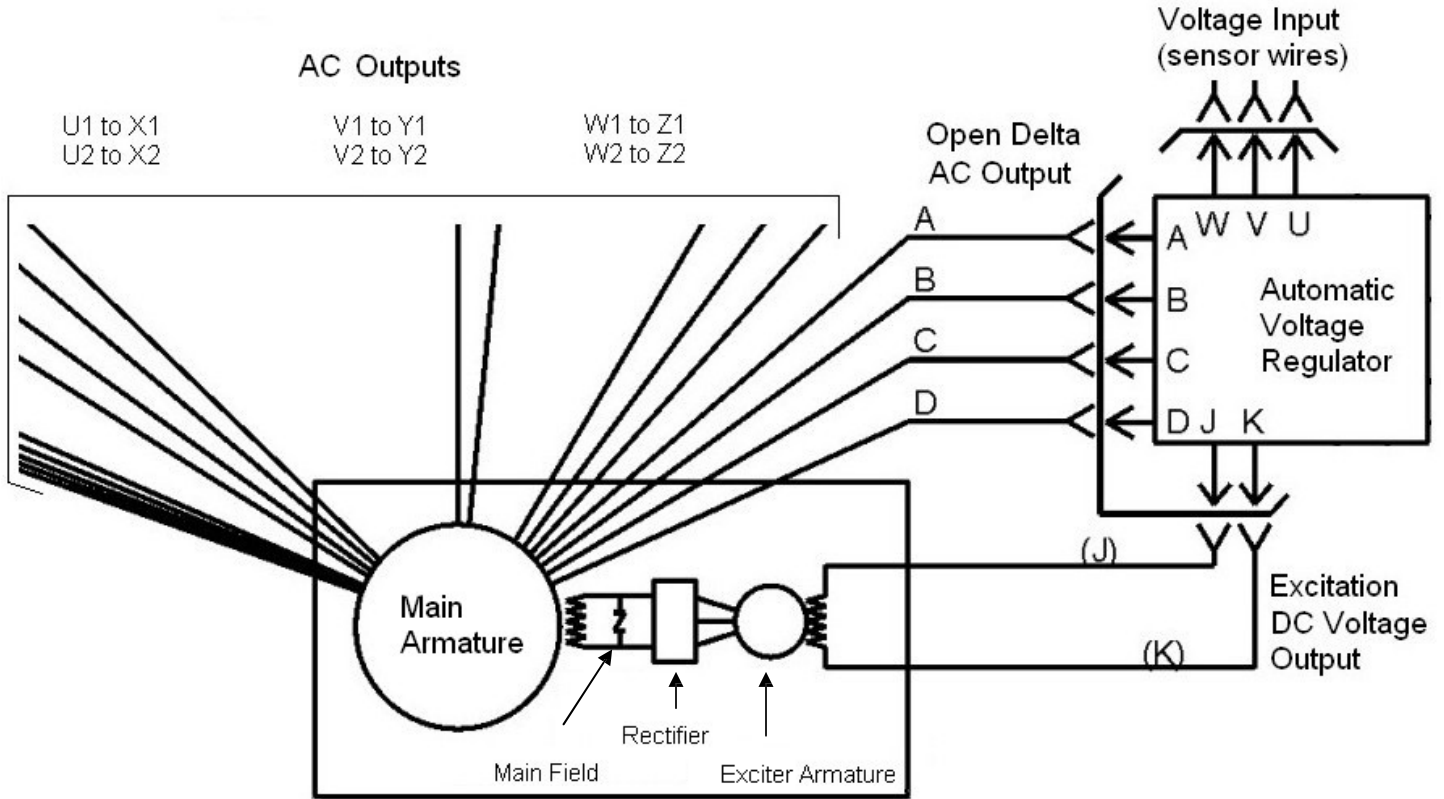 AC Outputs
U1 to X1
U2 to X2
V1 to Y1
V2 to Y2
W1 to Z1
W2 to Z2
Voltage Input
(sensor wires)
Open Delta
AC Output
A
B
C
D
W V U
A
B
C
D J K
Automatic
Voltage
Regulator
(J)
(K)
Excitation
DC Voltage
Output
Main
Armature
Z
Rectifier
Main Field
Exciter Armature